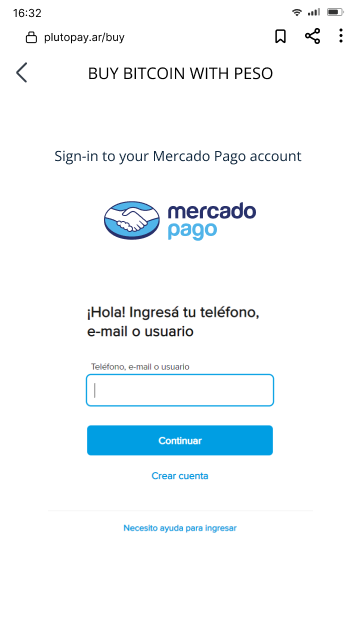 16:32
plutopay.ar/buy
BUY BITCOIN WITH PESO
Sign-in to your Mercado Pago account
mercado
pago
¡Hola! Ingresá tu teléfono,
e-mail o usuario
Teléfono, e-mail o usuario
Continuar
Crear cuenta
Necesito ayuda para ingresar